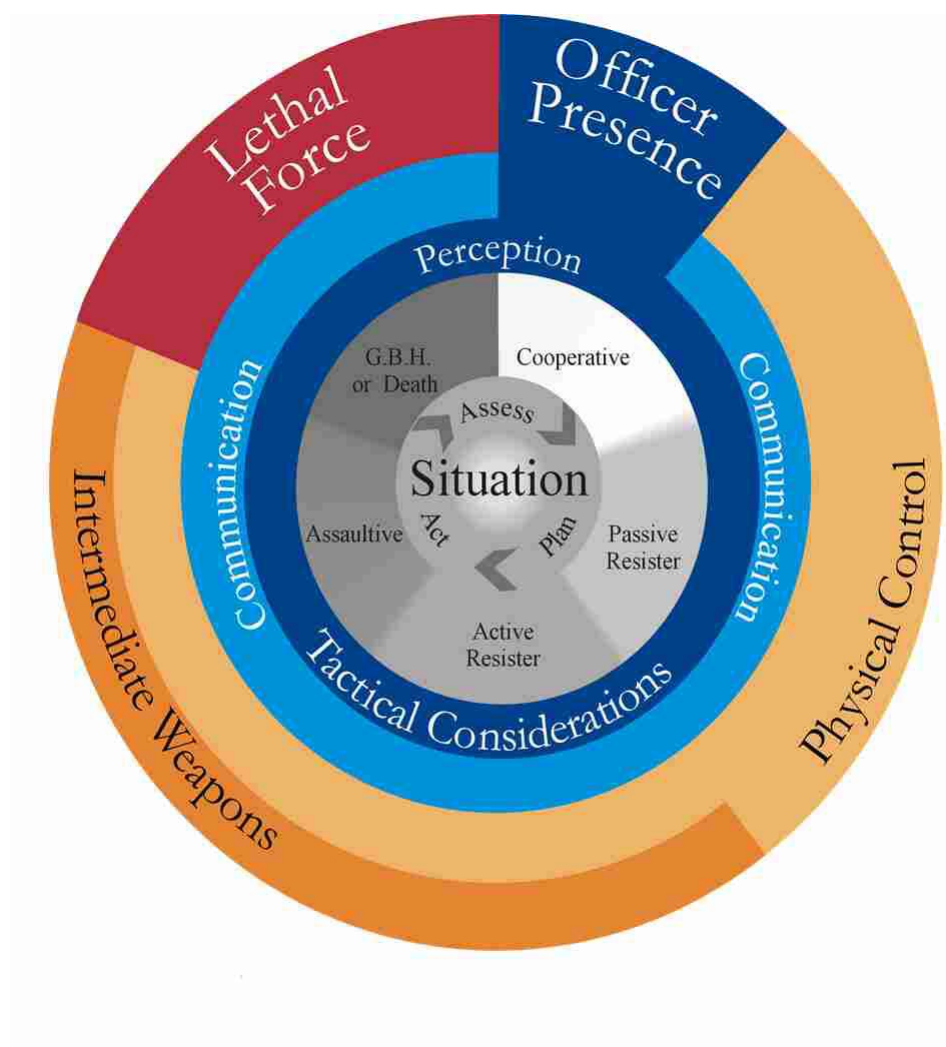 Officer
Presence
Lethal
Force
Perception
G.B.H.
or Death
Cooperative
Assess
Situation
Act
Plan
Assaultive
Passive
Resister
Active
Resister
Tactical Considerations
Communication
Communication
Intermediate Weapons
Physical Control